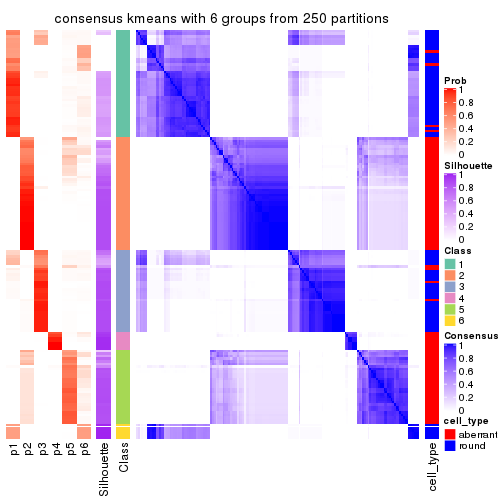 consensus kmeans with 6 groups from 250 partitions
Prob
1
0.8
0.6
0.4
0.2
0
Silhouette
1
0.8
0.6
0.4
0.2
0
Class
1
2
3
4
5
6
Consensus
1
0.8
0.6
0.4
0.2
0
cell_type
aberrant
round
p1
p2
p3
p4
p5
p6
Silhouette
Class
cell_type